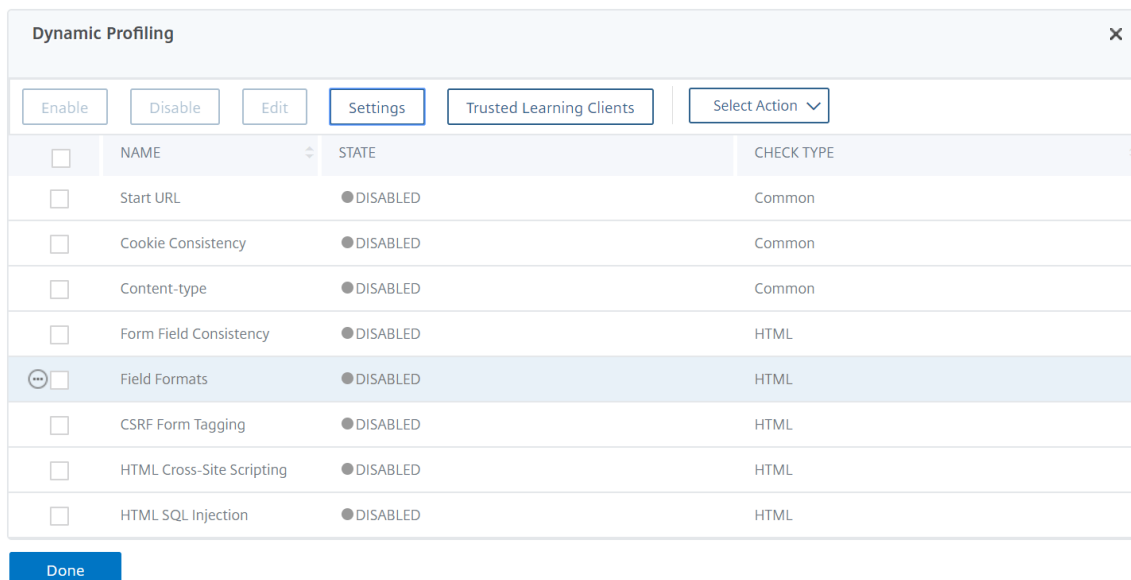 Dynamic Profiling
Enable Disable Edit Settings Trusted Learning Clients Select Action
NAME STATE CHECK TYPE
Start URL DISABLED Common
Cookie Consistency DISABLED Common
Content-type DISABLED Common
Form Field Consistency DISABLED HTML
Field Formats DISABLED HTML
CSRF Form Tagging DISABLED HTML
HTML Cross-Site Scripting DISABLED HTML
HTML SQL Injection DISABLED HTML
Done